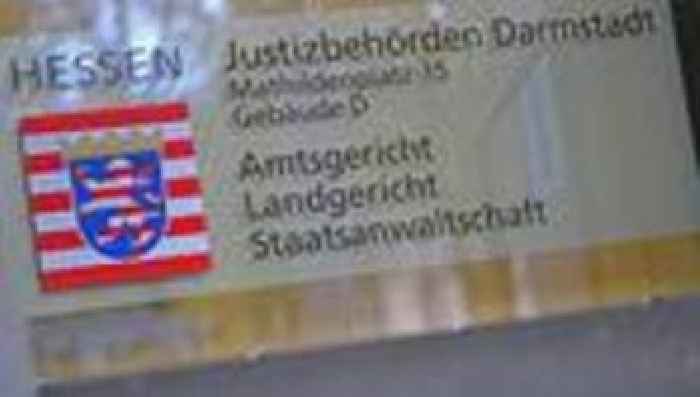 HESSEN
Justizbehörden Darmstadt
Mathildenplatz 15
Gebäude D
Amtsgericht
Landgericht
Staatsanwaltschaft